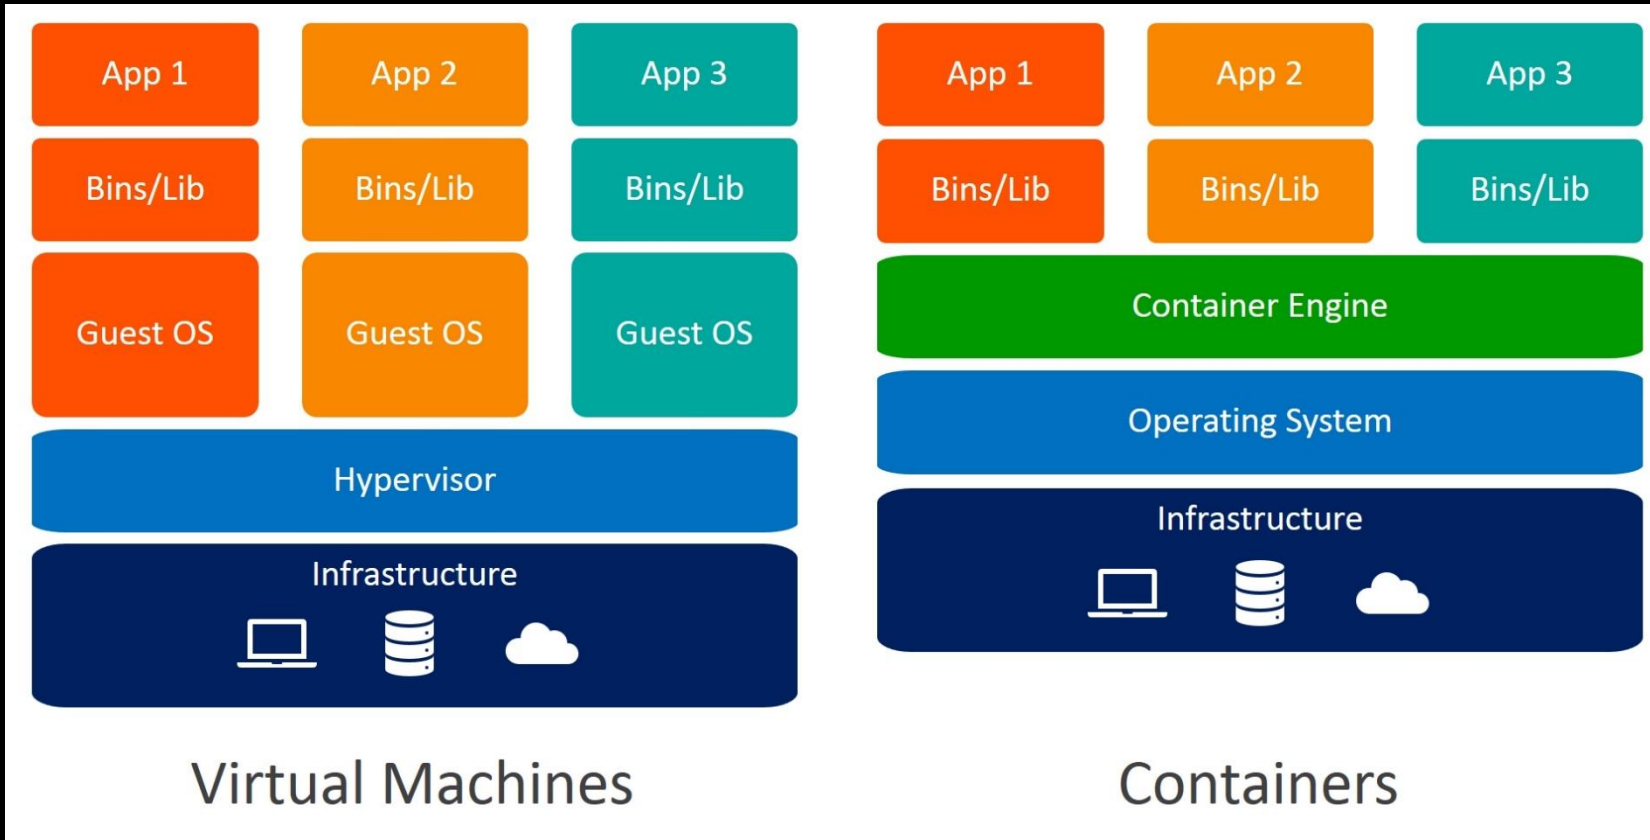 App 1
App 2
App 3
Bins/Lib
Bins/Lib
Bins/Lib
Guest OS
Guest OS
Guest OS
Hypervisor
Infrastructure
Virtual Machines
App 1
App 2
App 3
Bins/Lib
Bins/Lib
Bins/Lib
Container Engine
Operating System
Infrastructure
Containers